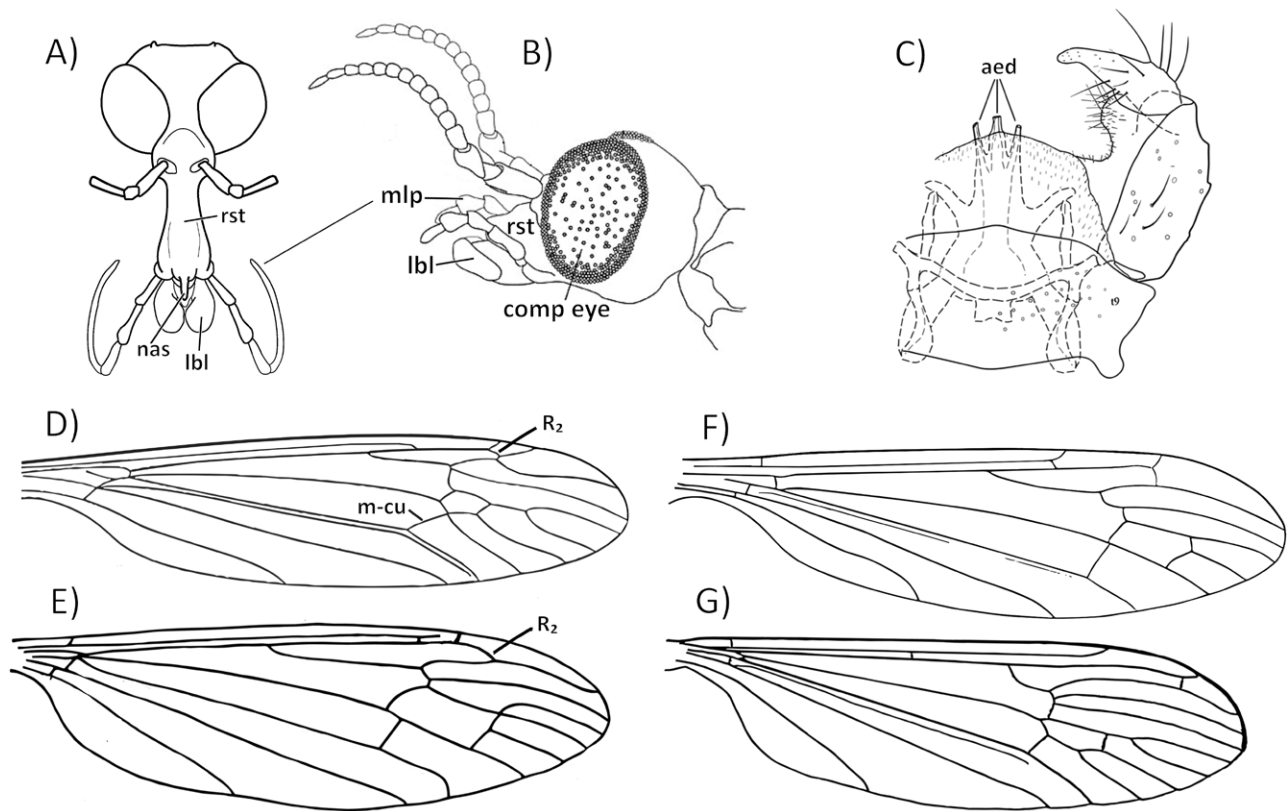 A)
B)
C)
aed
rst
mlp
rst
lbl
comp eye
nas
lbl
t9
D)
R₂
m-cu
F)
E)
R₂
G)